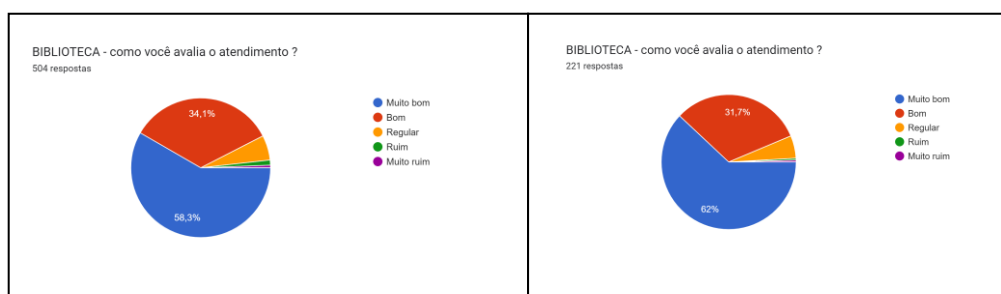 BIBLIOTECA - como você avalia o atendimento ?
504 respostas
34,1%
58,3%
Muito bom
Bom
Regular
Ruim
Muito ruim
BIBLIOTECA - como você avalia o atendimento ?
221 respostas
31,7%
62%
Muito bom
Bom
Regular
Ruim
Muito ruim